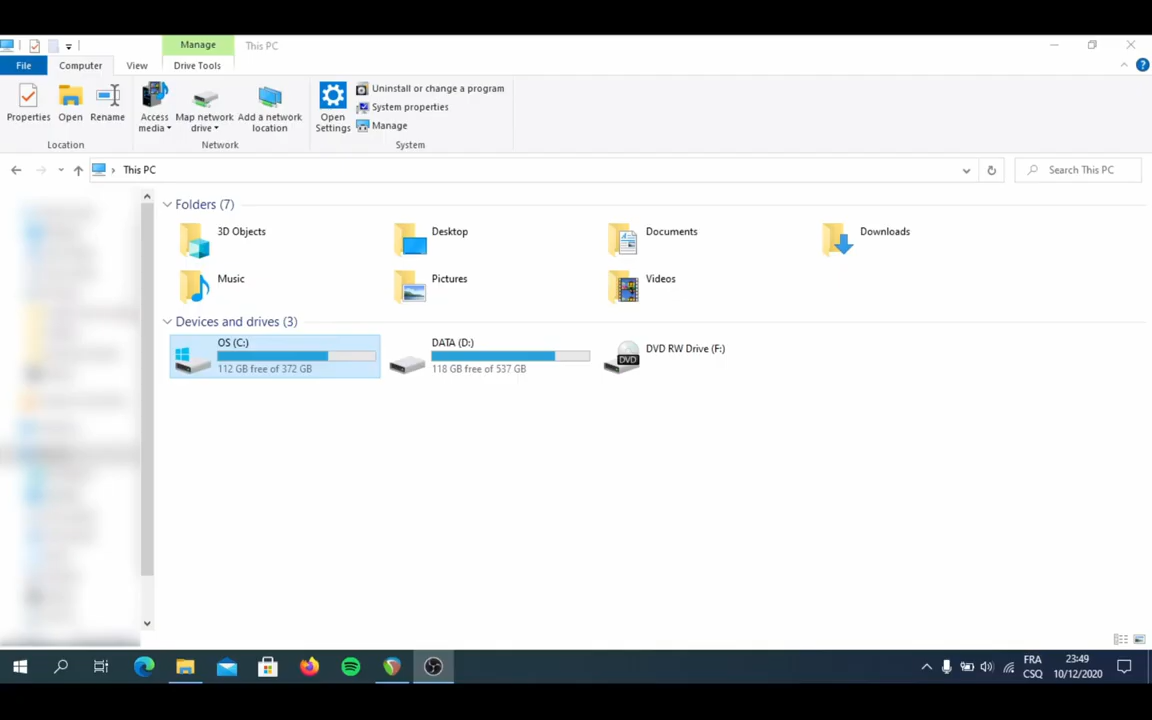 Manage
This PC
File
Computer
View
Drive Tools
Properties
Open
Rename
Access media
Map network drive
Add a network location
Open Settings
Uninstall or change a program
System properties
Manage
Location
Network
System
This PC
Search This PC
Folders (7)
3D Objects
Desktop
Documents
Downloads
Music
Pictures
Videos
Devices and drives (3)
OS (C:)
112 GB free of 372 GB
DATA (D:)
118 GB free of 537 GB
DVD
DVD RW Drive (F:)
FRA
CSQ
23:49
10/12/2020